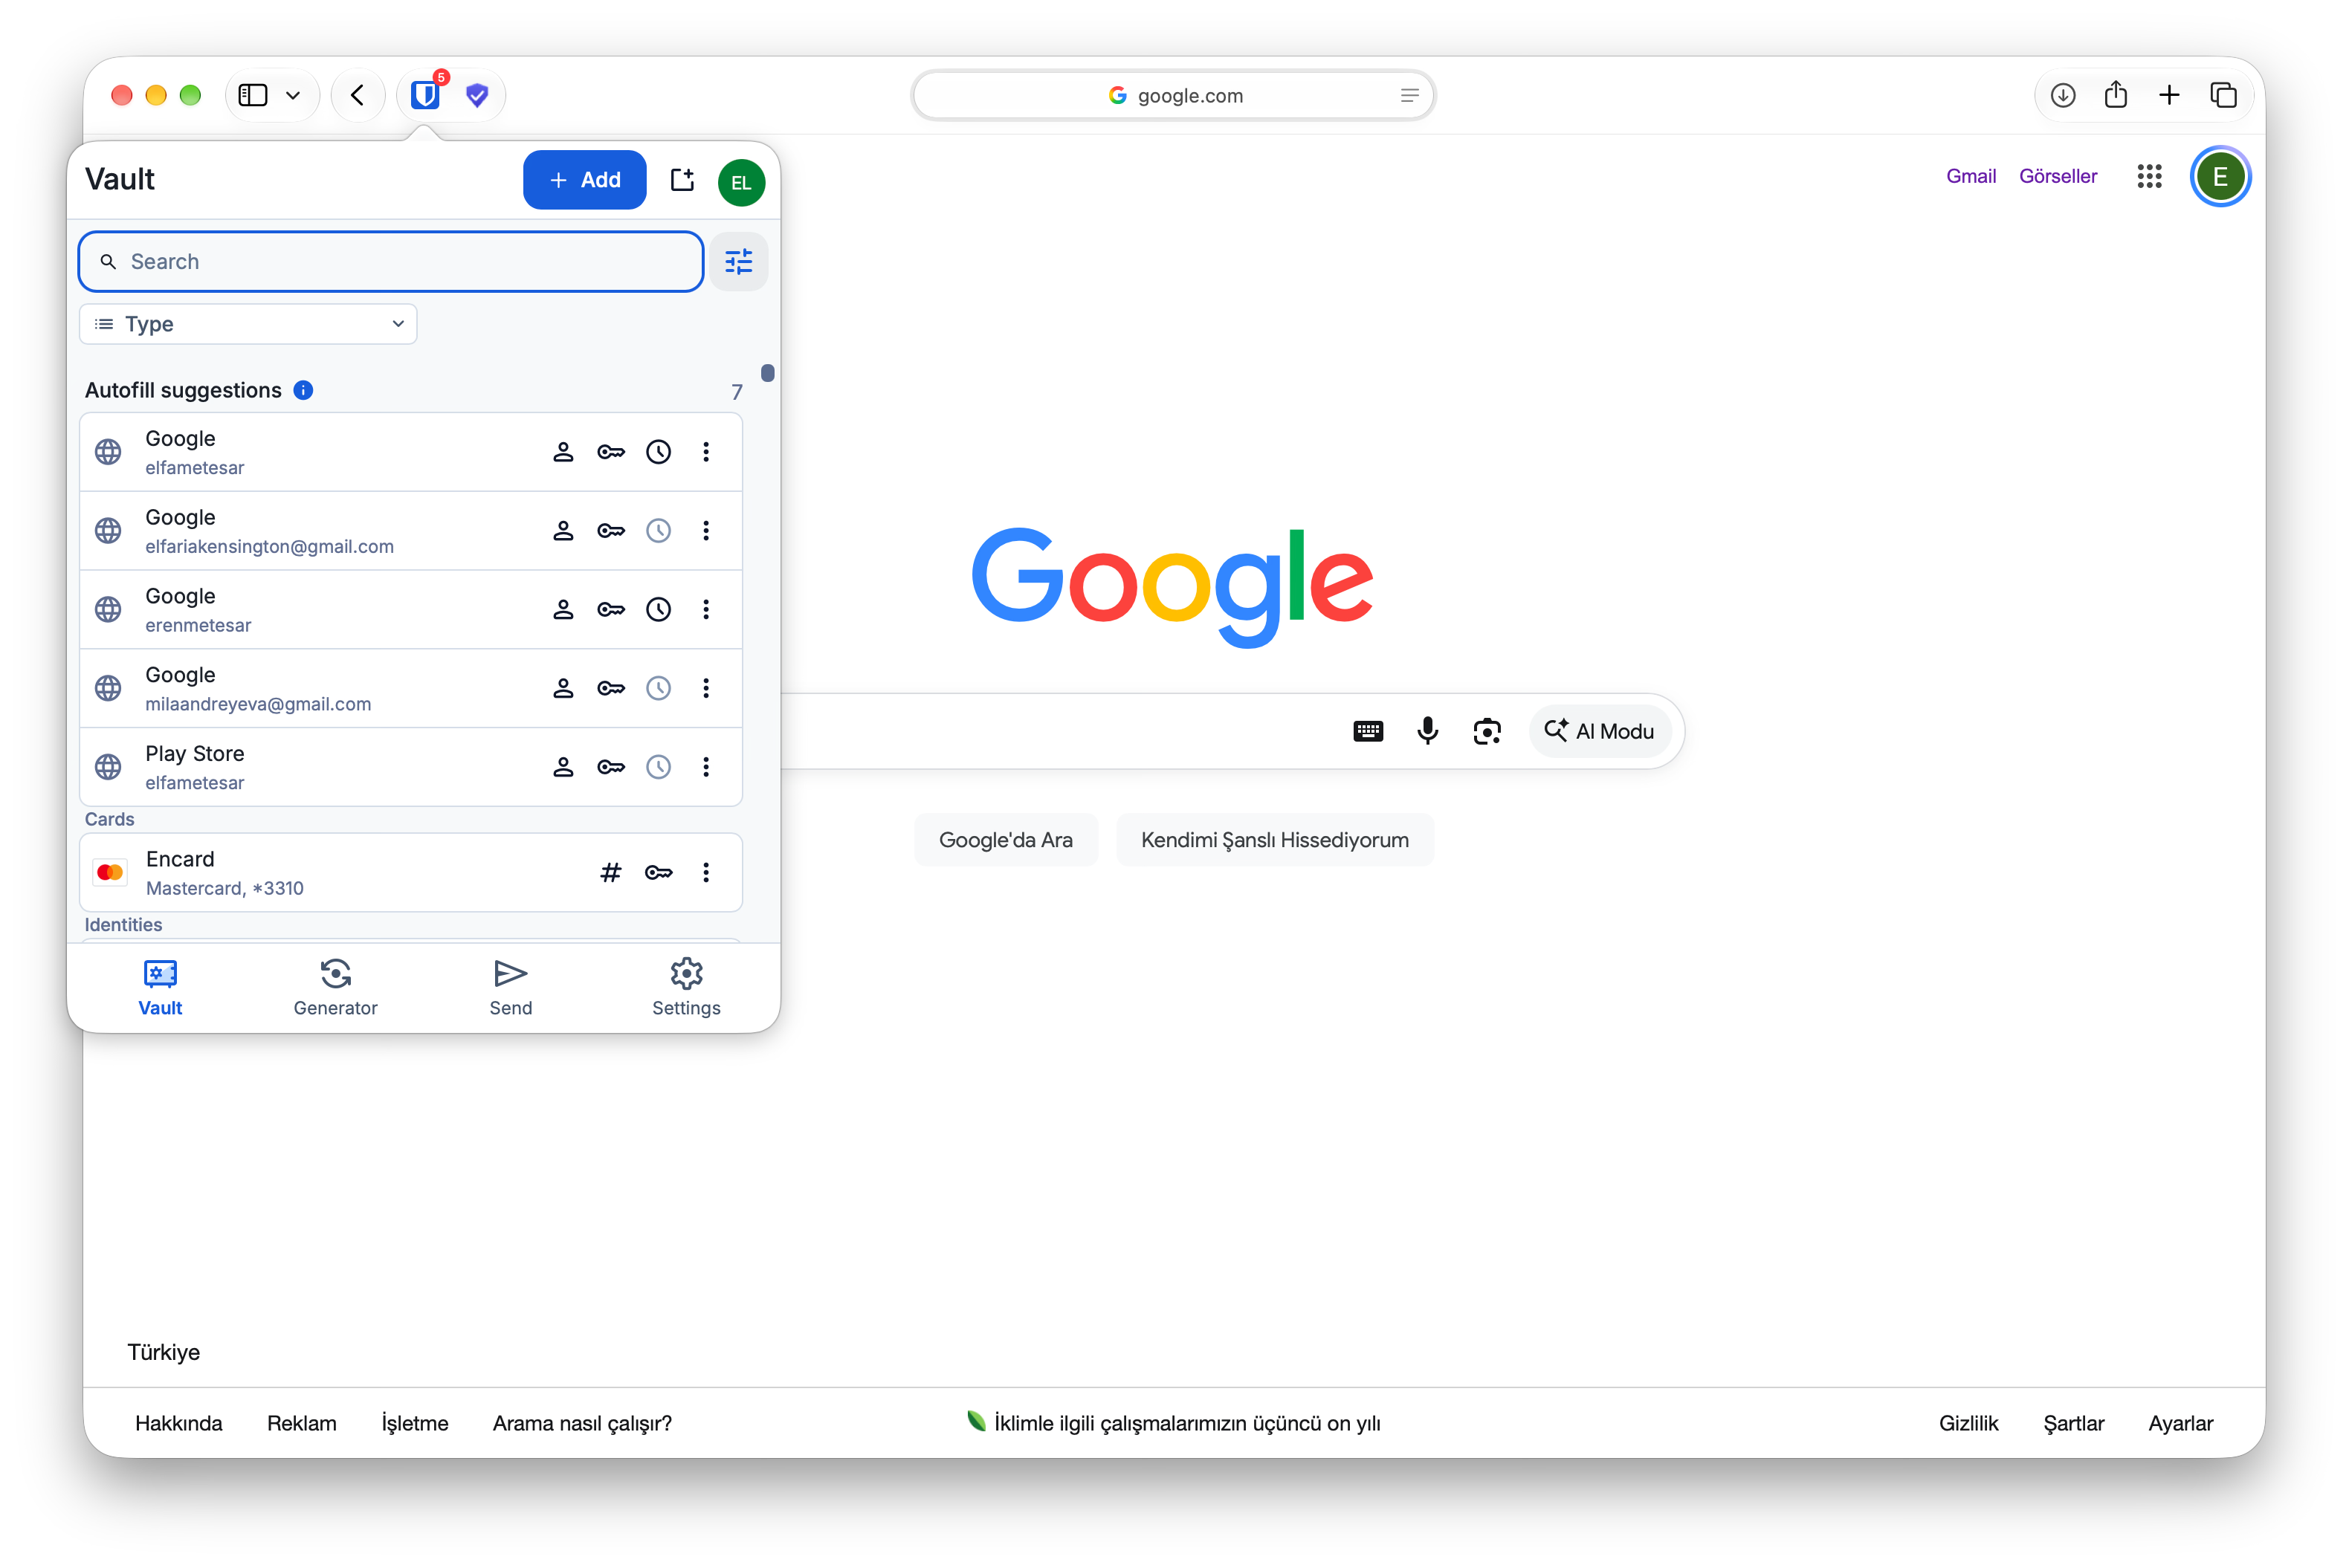 5
google.com
Vault
Add
EL
Search
Type
Autofill suggestions
7
Google
elfametesar
Google
elfariakensington@gmail.com
Google
erenmetesar
Google
milaandreyeva@gmail.com
Play Store
elfametesar
Cards
Encard
Mastercard, *3310
Identities
Vault
Generator
Send
Settings
Gmail
Görseller
E
Google
AI Modu
Google'da Ara
Kendimi Şanslı Hissediyorum
Türkiye
Hakkında
Reklam
İşletme
Arama nasıl çalışır?
İklimle ilgili çalışmalarımızın üçüncü on yılı
Gizlilik
Şartlar
Ayarlar